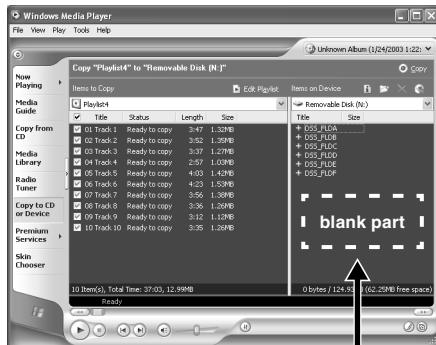 Windows Media Player
File View Play Tools Help
Unknown Album (1/24/2003 1:22:
Now Playing
Media Guide
Copy from CD
Media Library
Radio Tuner
Copy to CD or Device
Premium Services
Skin Chooser
Copy "Playlist4" to "Removable Disk (N:)"
Copy
Items to Copy
Edit Playlist
Playlist4
Title Status Length Size
01 Track 1 Ready to copy 3:47 1.32MB
02 Track 2 Ready to copy 3:52 1.35MB
03 Track 3 Ready to copy 3:37 1.27MB
04 Track 4 Ready to copy 2:57 1.03MB
05 Track 5 Ready to copy 4:03 1.42MB
06 Track 6 Ready to copy 4:23 1.53MB
07 Track 7 Ready to copy 3:56 1.38MB
08 Track 8 Ready to copy 3:36 1.26MB
09 Track 9 Ready to copy 3:12 1.12MB
10 Track 10 Ready to copy 3:35 1.26MB
10 Item(s), Total Time: 37:03, 12.99MB
Items on Device
Removable Disk (N:)
Title Size
DSS_FLDA
DSS_FLDB
DSS_FLDC
DSS_FLDD
DSS_FLDE
DSS_FLDF
blank part
0 bytes / (62.25MB free space)
Ready